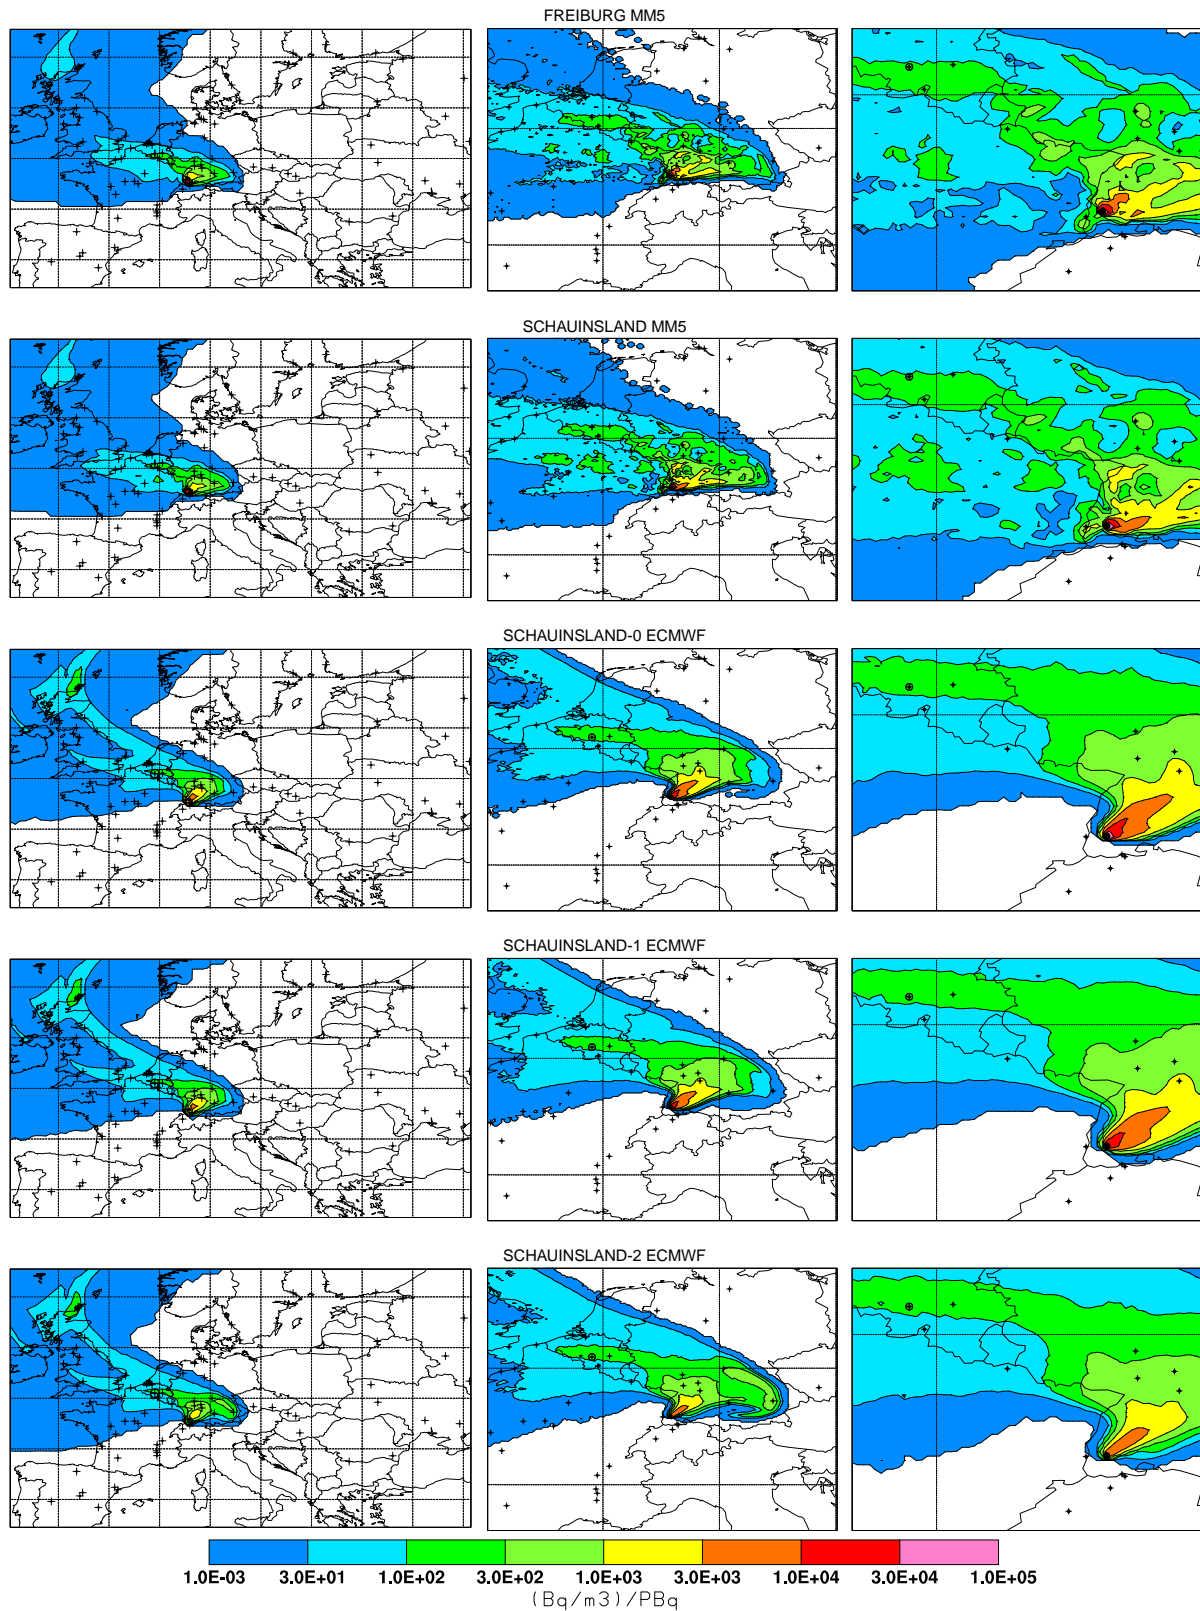 FREIBURG MM5
SCHAUINSLAND MM5
SCHAUINSLAND-0 ECMWF
SCHAUINSLAND-1 ECMWF
SCHAUINSLAND-2 ECMWF
1.0E-03 3.0E+01 1.0E+02 3.0E+02 1.0E+03 3.0E+03 1.0E+04 3.0E+04 1.0E+05
(Bq/m3)/PBq